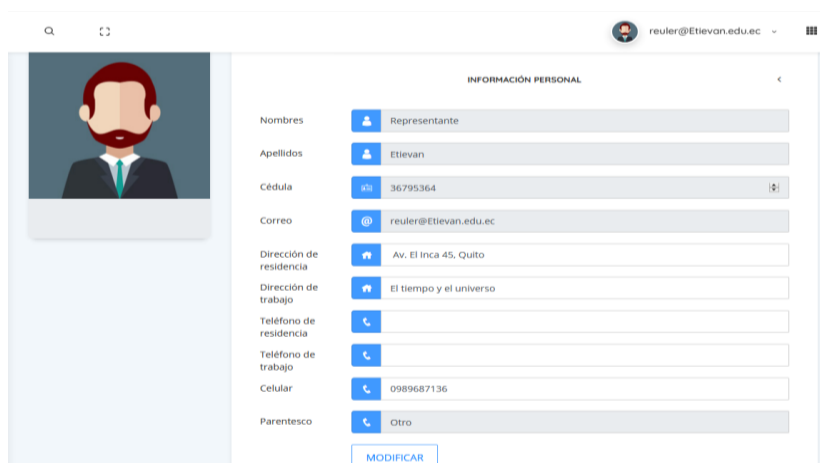 reuler@Etievan.edu.ec
INFORMACIÓN PERSONAL
Nombres
Representante
Apellidos
Etievan
Cédula
36795364
Correo
reuler@Etievan.edu.ec
Dirección de
residencia
Av. El Inca 45, Quito
Dirección de
trabajo
El tiempo y el universo
Teléfono de
residencia
Teléfono de
trabajo
Celular
0989687136
Parentesco
Otro
MODIFICAR